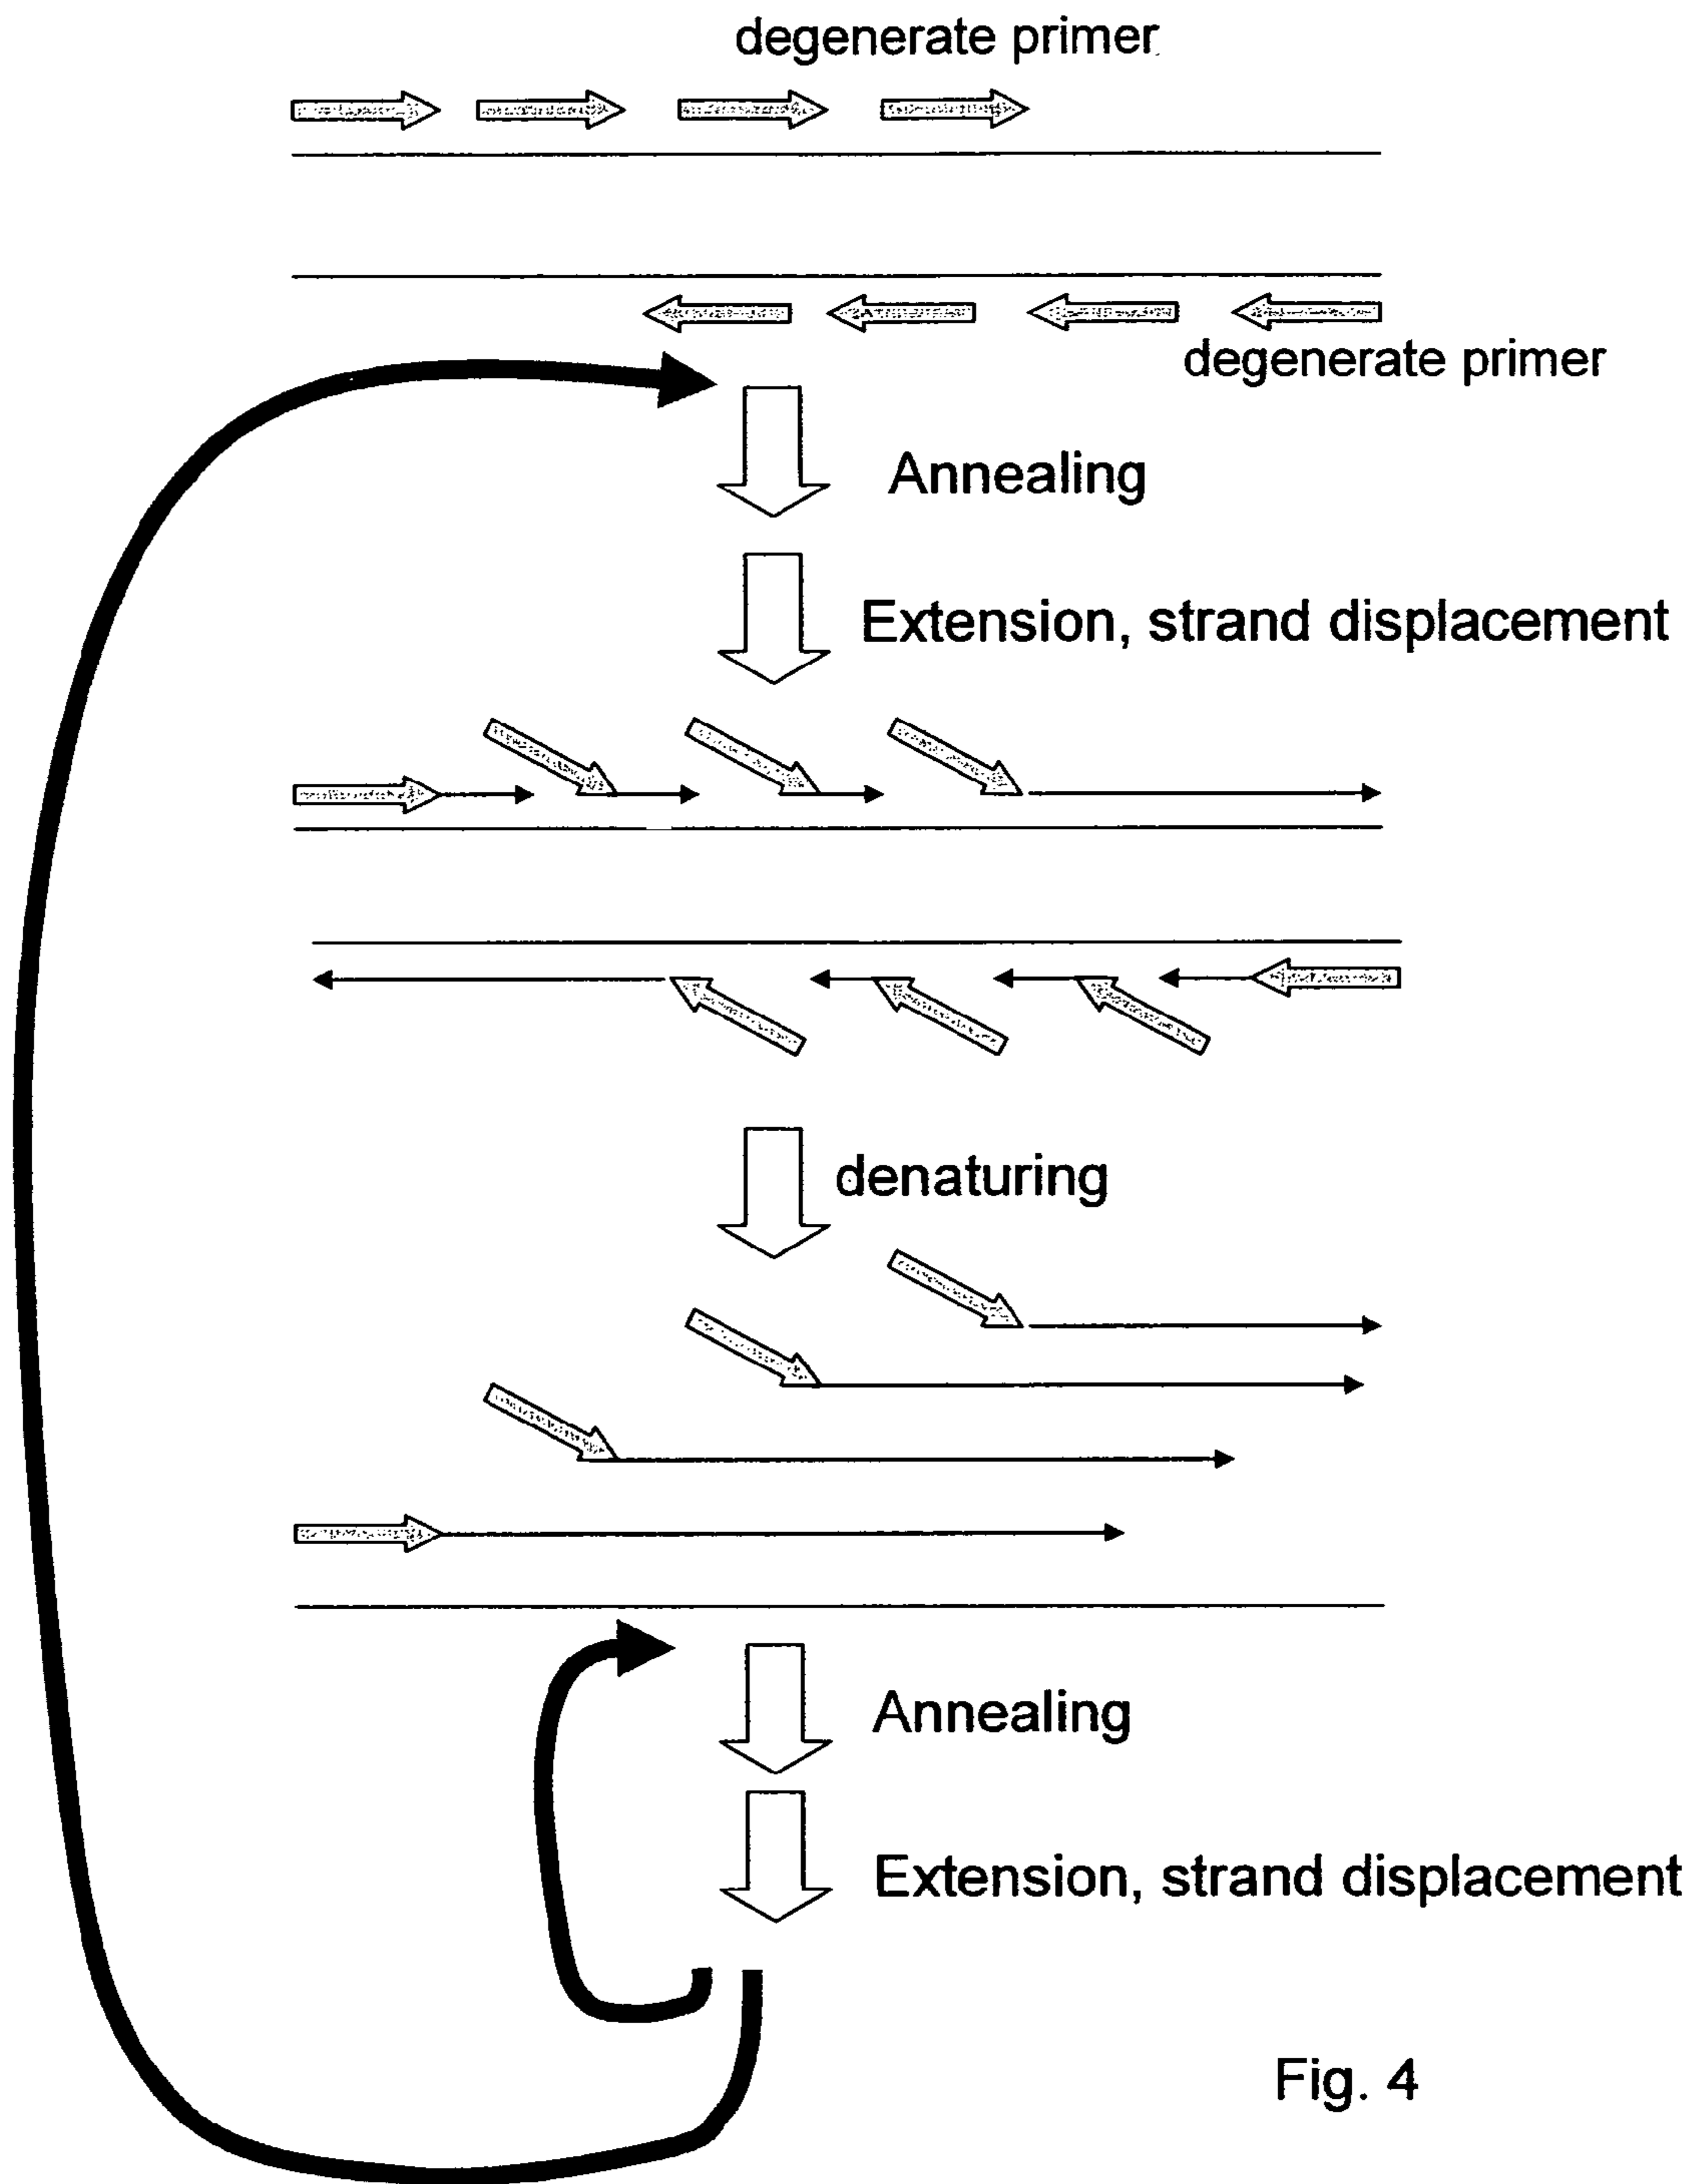 degenerate primer
degenerate primer
Annealing
Extension, strand displacement
denaturing
Annealing
Extension, strand displacement
Fig. 4